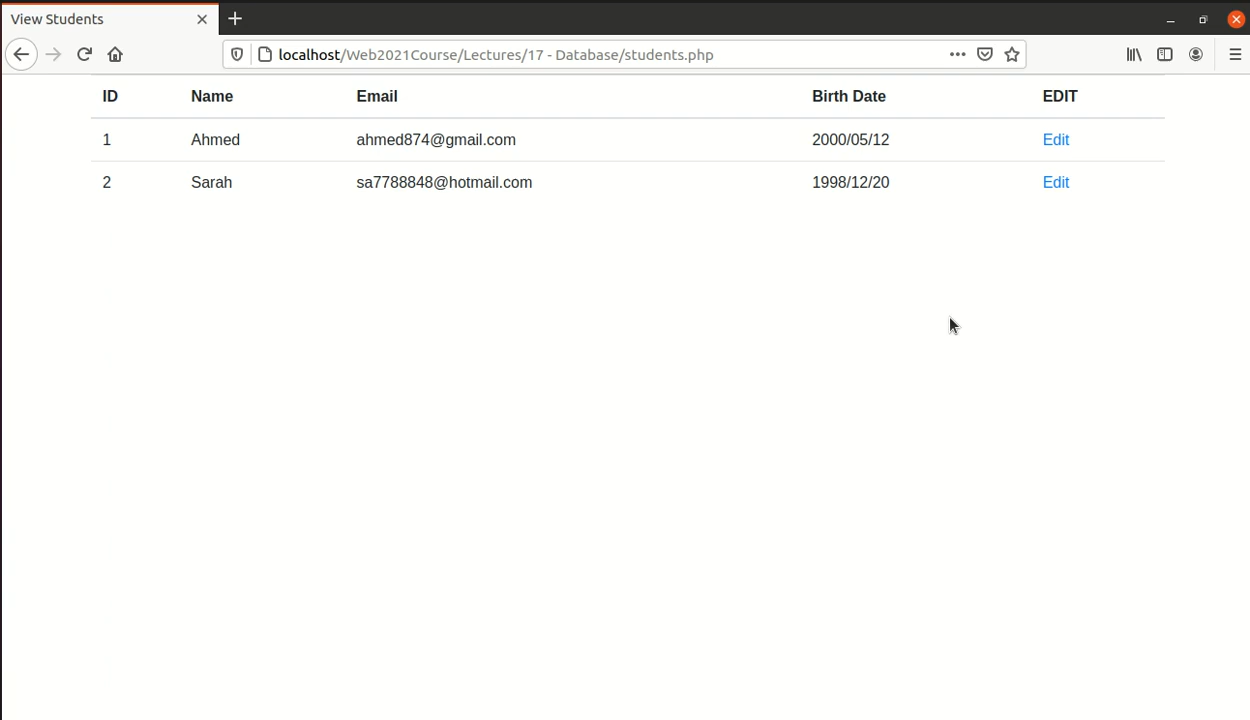 View Students
localhost/Web2021Course/Lectures/17 - Database/students.php
ID Name Email Birth Date EDIT
1 Ahmed ahmed874@gmail.com 2000/05/12 Edit
2 Sarah sa7788848@hotmail.com 1998/12/20 Edit